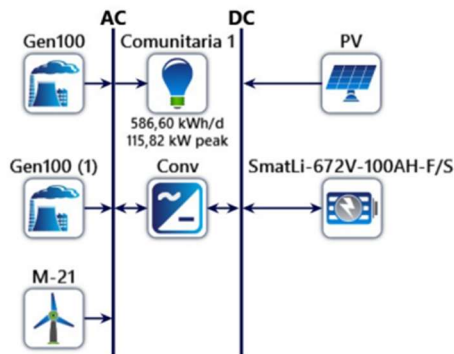 AC DC
Gen100 Comunitaria 1 PV
586,60 kWh/d
115,82 kW peak
Gen100 (1) Conv SmatLi-672V-100AH-F/S
M-21